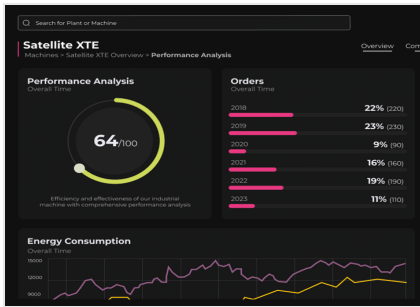 Search for Plant or Machine
Satellite XTE
Machines > Satellite XTE Overview > Performance Analysis
Overview
Com
Performance Analysis
Overall Time
64/100
Efficiency and effectiveness of our industrial
machine with comprehensive performance analysis
Orders
Overall Time
2018 22% (220)
2019 23% (230)
2020 9% (90)
2021 16% (160)
2022 19% (190)
2023 11% (110)
Energy Consumption
Overall Time
15000
12000
9000